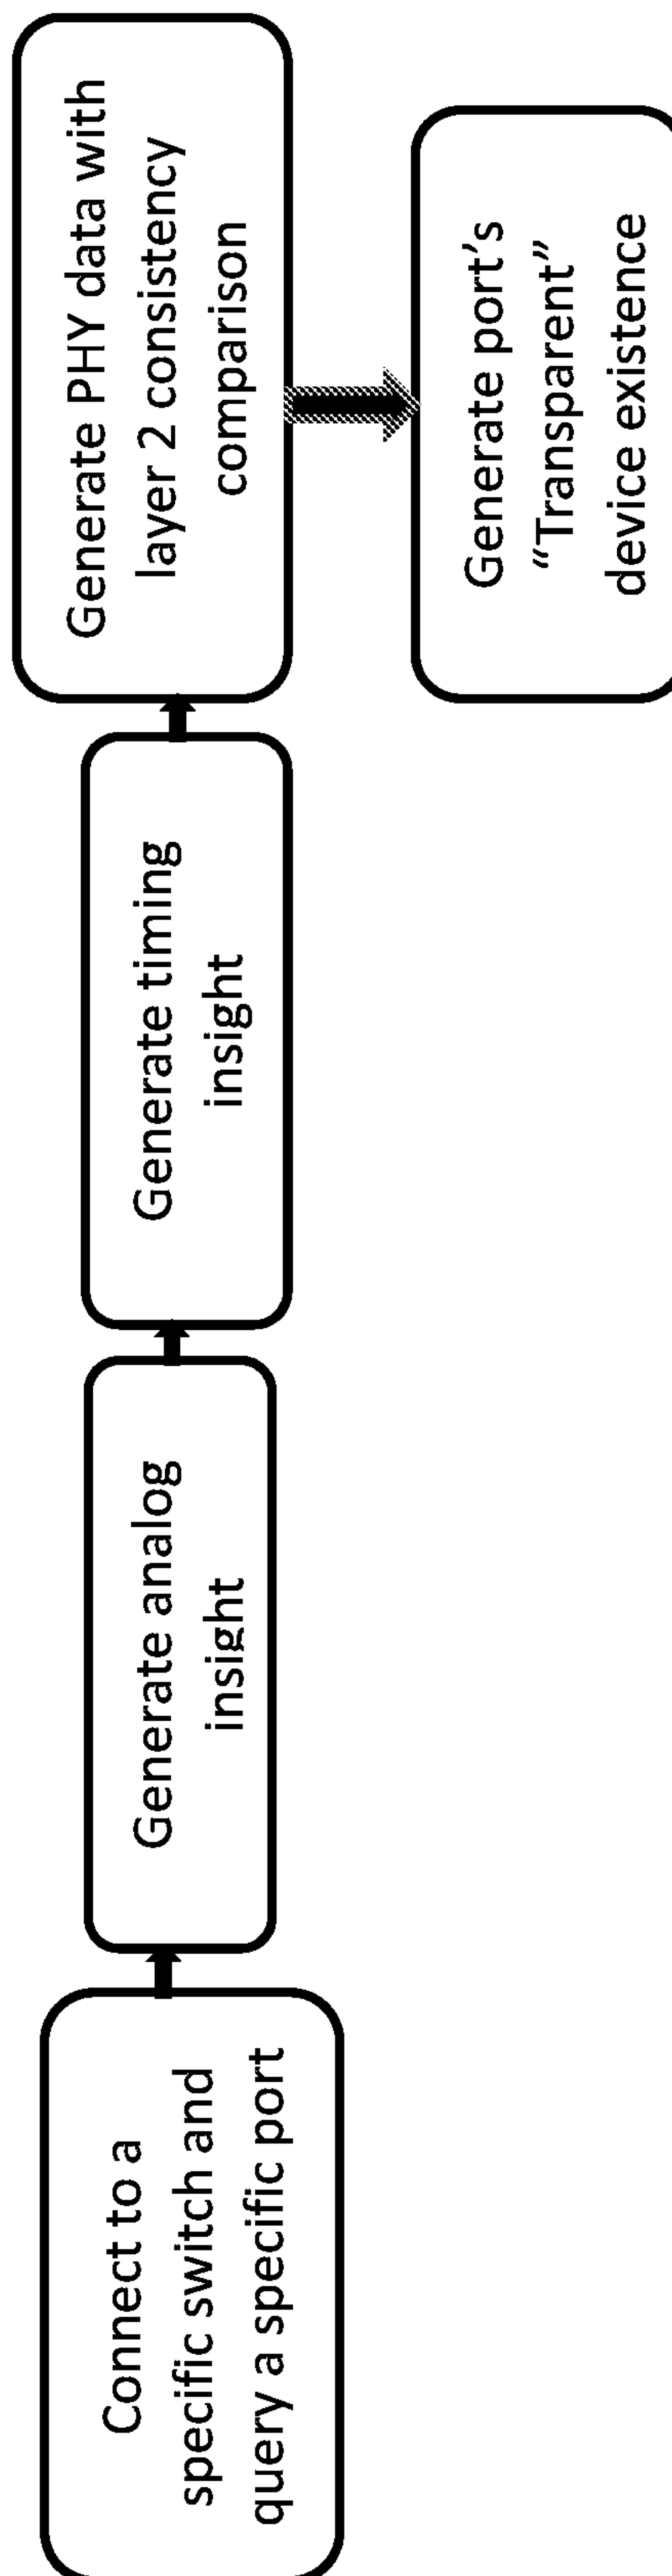 Connect to a
specific switch and
query a specific port
Generate analog
insight
Generate timing
insight
Generate PHY data with
layer 2 consistency
comparison
Generate port’s
“Transparent”
device existence